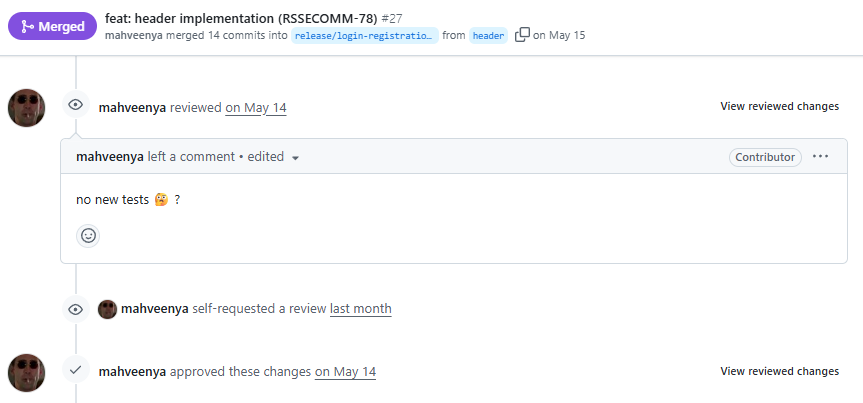 Merged
feat: header implementation (RSSECOMM-78) #27
mahveenya merged 14 commits into release/login-registratio... from header on May 15
mahveenya reviewed on May 14
View reviewed changes
mahveenya left a comment • edited
Contributor
no new tests 🤔 ?
mahveenya self-requested a review last month
mahveenya approved these changes on May 14
View reviewed changes